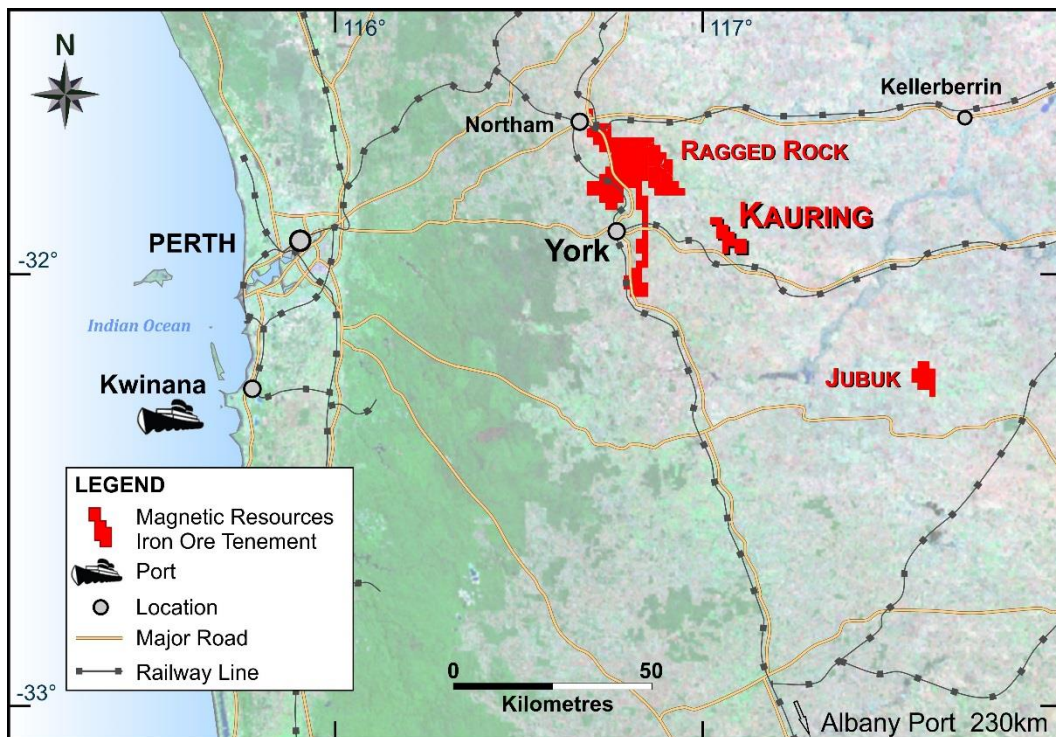 116°
117°
N
Kellerberrin
Northam
RAGGED ROCK
KAURING
PERTH
York
-32°
Indian Ocean
Kwinana
JUBUK
LEGEND
Magnetic Resources
Iron Ore Tenement
Port
Location
Major Road
Railway Line
0 50
Kilometres
-33°
Albany Port 230km